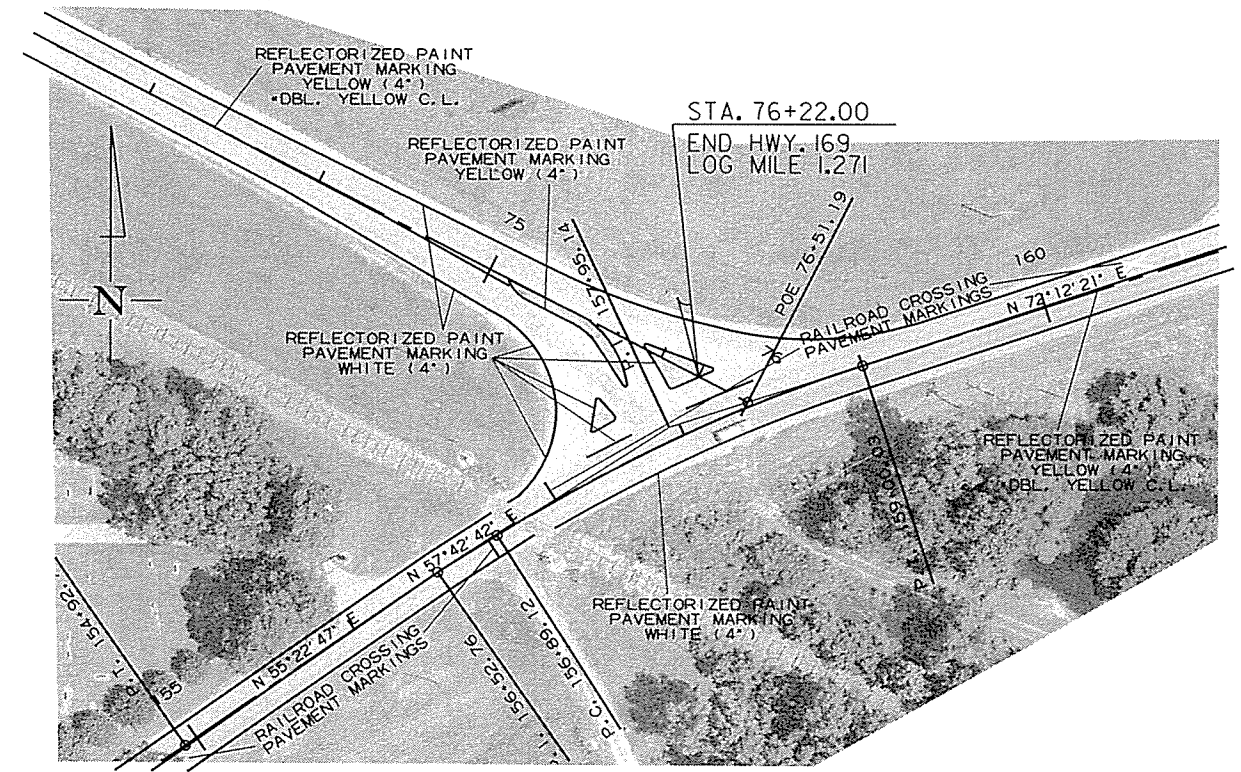 REFLECTORIZED PAINT
PAVEMENT MARKING
YELLOW (4")
*DBL. YELLOW C.L.
REFLECTORIZED PAINT
PAVEMENT MARKING
YELLOW (4")
STA. 76+22.00
END HWY. 169
LOG MILE 1.271
75
157+95.14
POE 76+51.19
160
RAILROAD CROSSING
PAVEMENT MARKINGS
N 72°12'21" E
N
REFLECTORIZED PAINT
PAVEMENT MARKING
WHITE (4")
76
REFLECTORIZED PAINT
PAVEMENT MARKING
YELLOW (4")
*DBL. YELLOW C.L.
N 57°42'42" E
REFLECTORIZED PAINT
PAVEMENT MARKING
WHITE (4")
P.T. 154+92.
155
N 55°22'47" E
RAILROAD CROSSING
PAVEMENT MARKINGS
156+52.76
P.C. 156+89.12